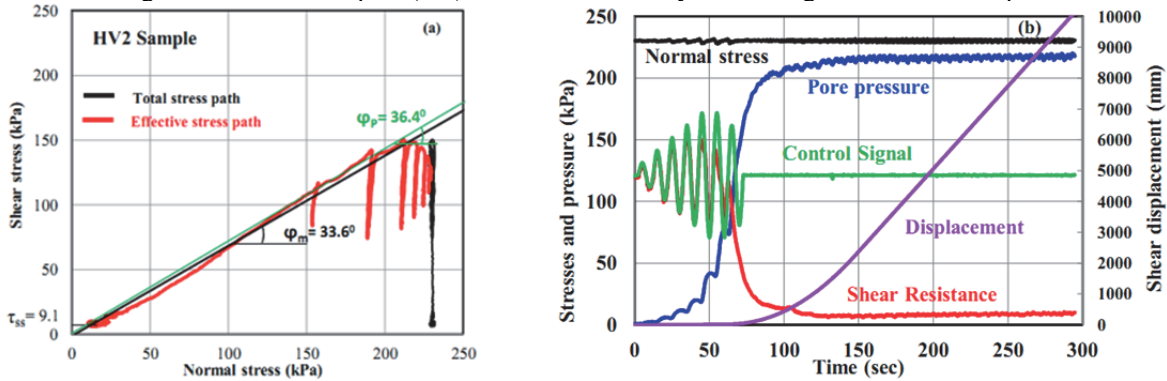 HV2 Sample
(a)
Total stress path
Effective stress path
φP = 36.4⁰
φm = 33.6⁰
τss = 9.1
Shear stress (kPa)
250
200
150
100
50
0
0 50 100 150 200 250
Normal stress (kPa)
(b)
Normal stress
Pore pressure
Control Signal
Displacement
Shear Resistance
Stresses and pressure (kPa)
250
200
150
100
50
0
Shear displacement (mm)
10000
9000
8000
7000
6000
5000
4000
3000
2000
1000
0
0 50 100 150 200 250 300
Time (sec)